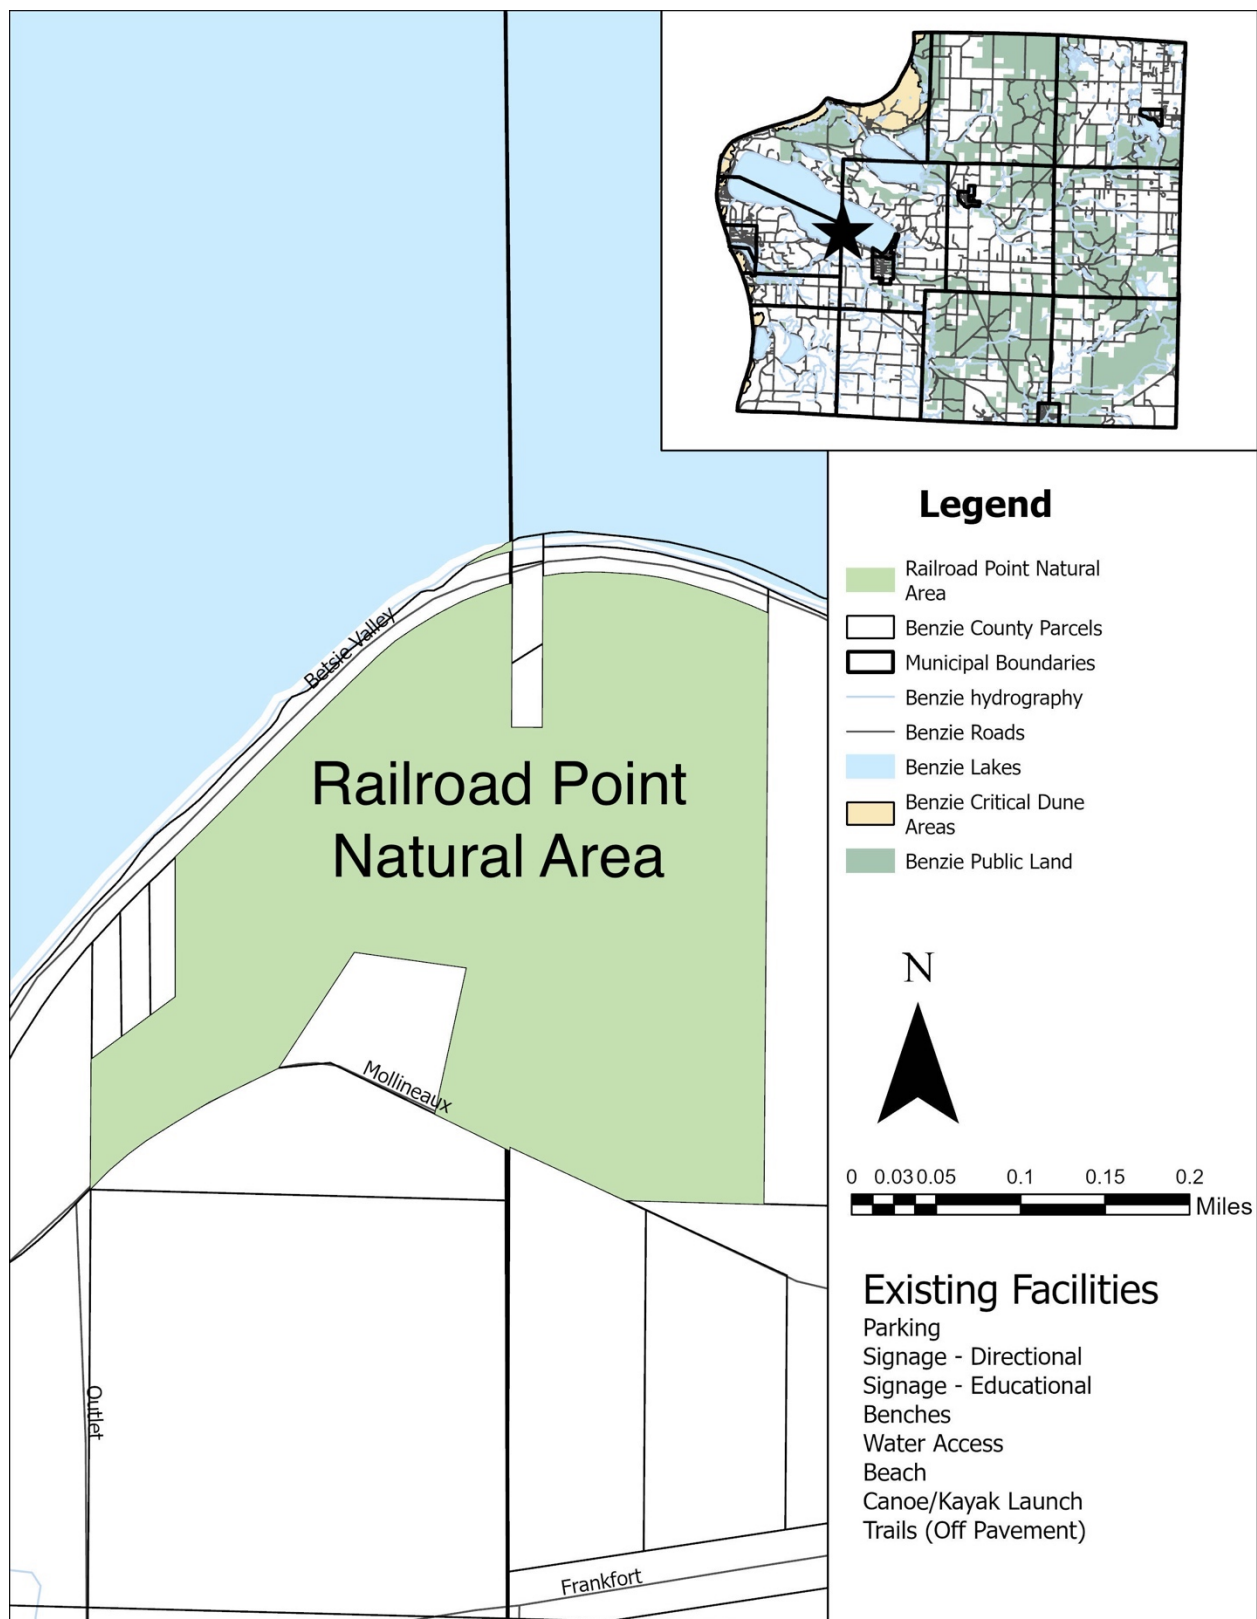 Legend
Railroad Point Natural
Area
Benzie County Parcels
Municipal Boundaries
Benzie hydrography
Benzie Roads
Benzie Lakes
Benzie Critical Dune
Areas
Benzie Public Land
Betsie Valley
Railroad Point
Natural Area
Mollineaux
Outlet
Frankfort
N
0 0.03 0.05 0.1 0.15 0.2
Miles
Existing Facilities
Parking
Signage - Directional
Signage - Educational
Benches
Water Access
Beach
Canoe/Kayak Launch
Trails (Off Pavement)